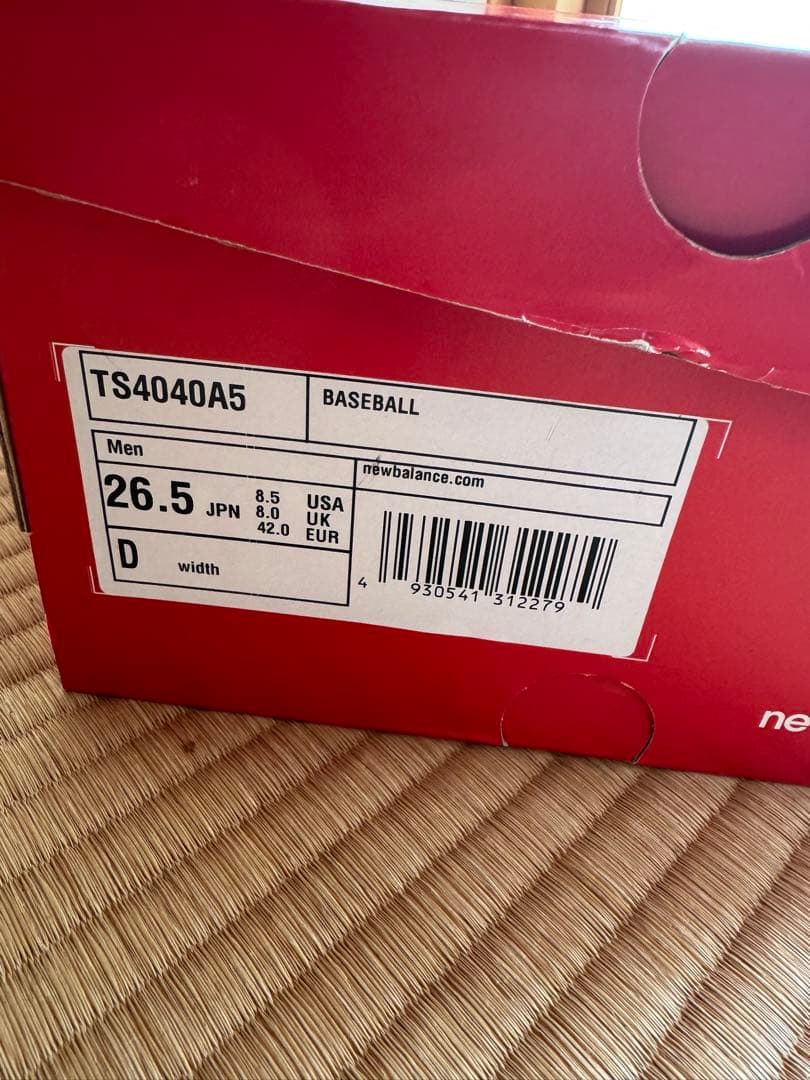 TS4040A5
BASEBALL
Men
newbalance.com
26.5 JPN
8.5 USA
8.0 UK
42.0 EUR
D width
4 930541 312279
ne